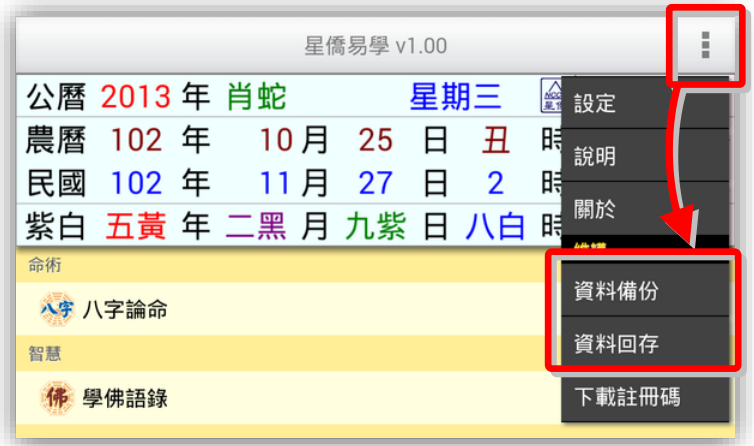 星僑易學 v1.00
公曆 2013 年 肖蛇 星期三
農曆 102 年 10 月 25 日 丑 時
民國 102 年 11 月 27 日 2 時
紫白 五黃 年 二黑 月 九紫 日 八白 時
設定
說明
關於
資料備份
資料回存
下載註冊碼
命術
八字 八字論命
智慧
佛 學佛語錄